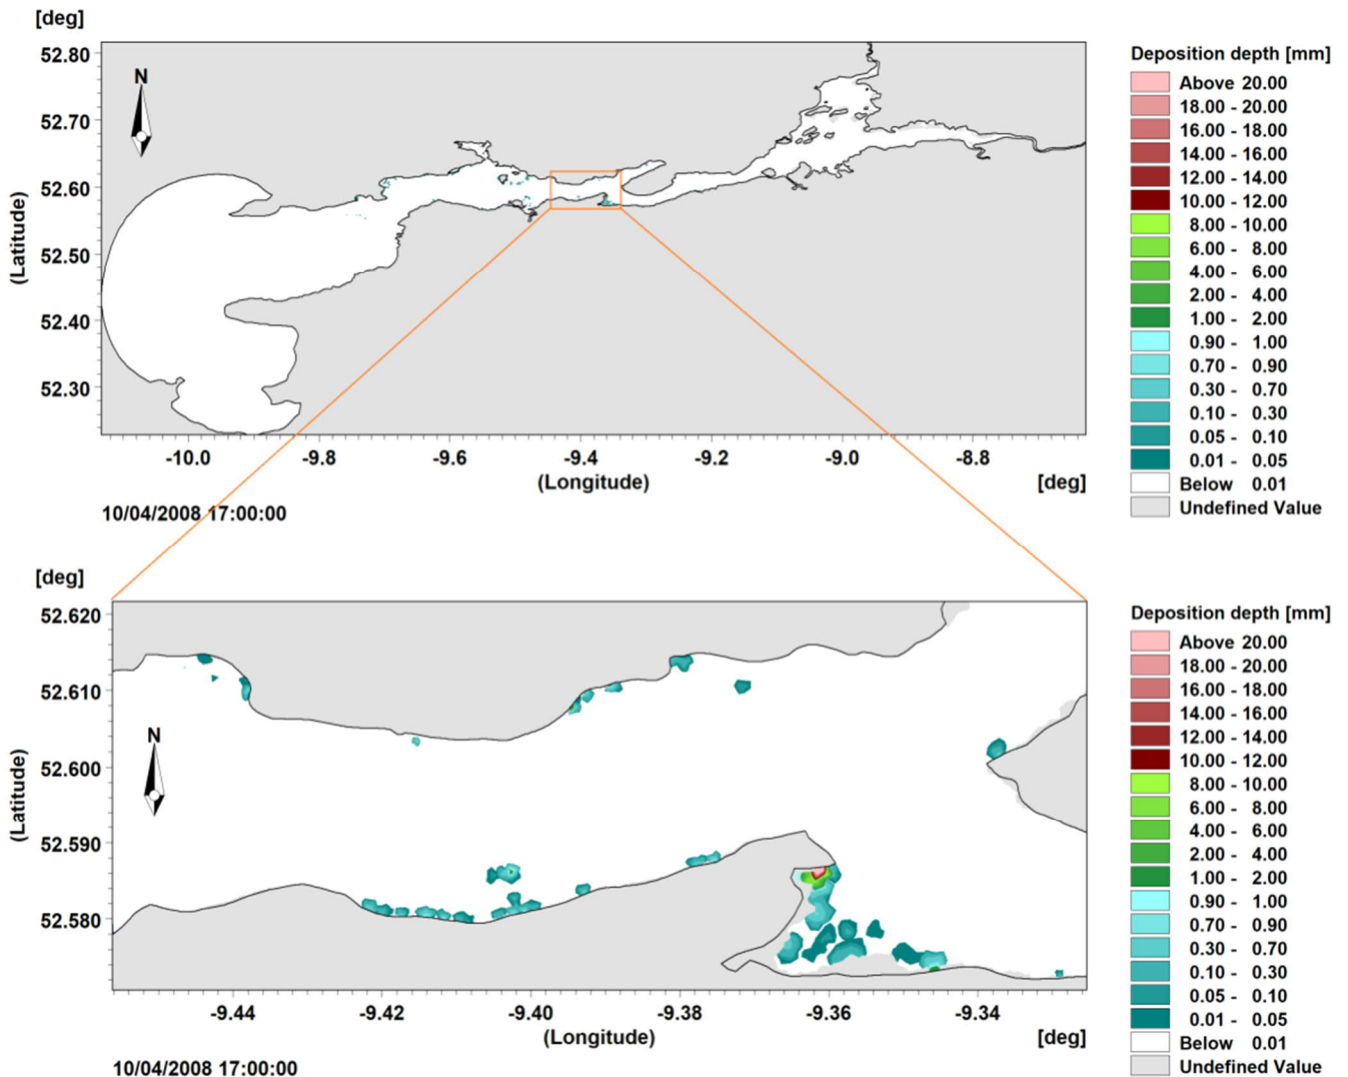 [deg]
52.80
52.70
52.60
52.50
52.40
52.30
(Latitude)
N
-10.0 -9.8 -9.6 -9.4 -9.2 -9.0 -8.8
(Longitude) [deg]
10/04/2008 17:00:00
Deposition depth [mm]
Above 20.00
18.00 - 20.00
16.00 - 18.00
14.00 - 16.00
12.00 - 14.00
10.00 - 12.00
8.00 - 10.00
6.00 - 8.00
4.00 - 6.00
2.00 - 4.00
1.00 - 2.00
0.90 - 1.00
0.70 - 0.90
0.30 - 0.70
0.10 - 0.30
0.05 - 0.10
0.01 - 0.05
Below 0.01
Undefined Value
[deg]
52.620
52.610
52.600
52.590
52.580
(Latitude)
N
-9.44 -9.42 -9.40 -9.38 -9.36 -9.34
(Longitude) [deg]
10/04/2008 17:00:00
Deposition depth [mm]
Above 20.00
18.00 - 20.00
16.00 - 18.00
14.00 - 16.00
12.00 - 14.00
10.00 - 12.00
8.00 - 10.00
6.00 - 8.00
4.00 - 6.00
2.00 - 4.00
1.00 - 2.00
0.90 - 1.00
0.70 - 0.90
0.30 - 0.70
0.10 - 0.30
0.05 - 0.10
0.01 - 0.05
Below 0.01
Undefined Value